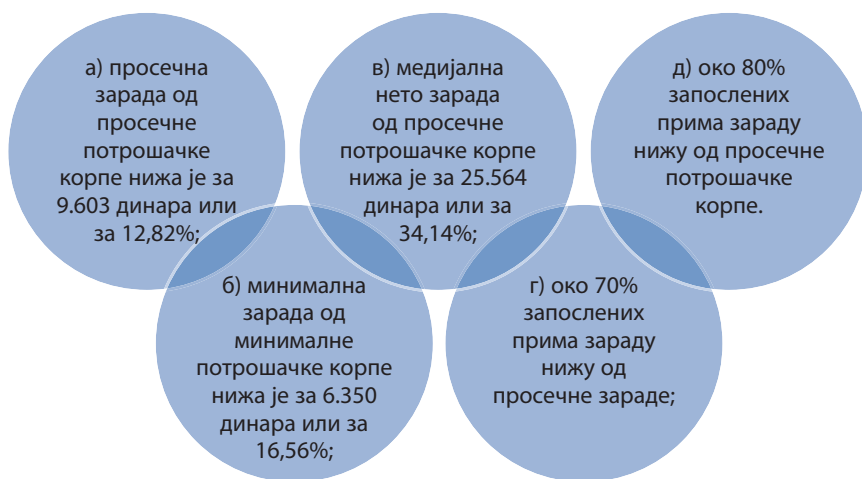 а) просечна
зарада од
просечне
потрошачке
корпе нижа је за
9.603 динара или
за 12,82%;
б) минимална
зарада од
минималне
потрошачке корпе
нижа је за 6.350
динара или за
16,56%;
в) медијална
нето зарада
од просечне
потрошачке корпе
нижа је за 25.564
динара или за
34,14%;
г) око 70%
запослених
прима зараду
нижу од
просечне зараде;
д) око 80%
запослених
прима зараду
нижу од просечне
потрошачке
корпе.